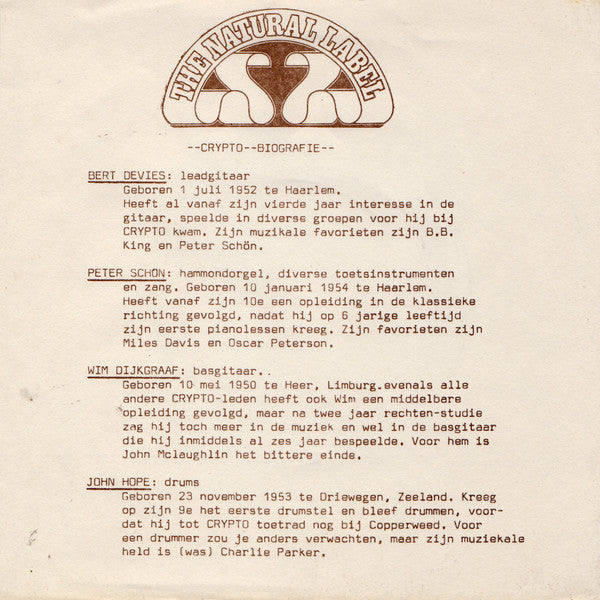 THE NATURAL LABEL
--CRYPTO--BIOGRAFIE--
BERT DEVIES: leadgitaar
Geboren 1 juli 1952 te Haarlem.
Heeft al vanaf zijn vierde jaar interesse in de
gitaar, speelde in diverse groepen voor hij bij
CRYPTO kwam. Zijn muzikale favorieten zijn B.B.
King en Peter Schön.
PETER SCHÖN: hammondorgel, diverse toetsinstrumenten
en zang. Geboren 10 januari 1954 te Haarlem.
Heeft vanaf zijn 10e een opleiding in de klassieke
richting gevolgd, nadat hij op 6 jarige leeftijd
zijn eerste pianolessen kreeg. Zijn favorieten zijn
Miles Davis en Oscar Peterson.
WIM DIJKGRAAF: basgitaar..
Geboren 10 mei 1950 te Heer, Limburg.evenals alle
andere CRYPTO-leden heeft ook Wim een middelbare
opleiding gevolgd, maar na twee jaar rechten-studie
zag hij toch meer in de muziek en wel in de basgitaar
die hij inmiddels al zes jaar bespeelde. Voor hem is
John Mclaughlin het bittere einde.
JOHN HOPE: drums
Geboren 23 november 1953 te Driewegen, Zeeland. Kreeg
op zijn 9e het eerste drumstel en bleef drummen, voor-
dat hij tot CRYPTO toetrad nog bij Copperweed. Voor
een drummer zou je anders verwachten, maar zijn muziekale
held is (was) Charlie Parker.